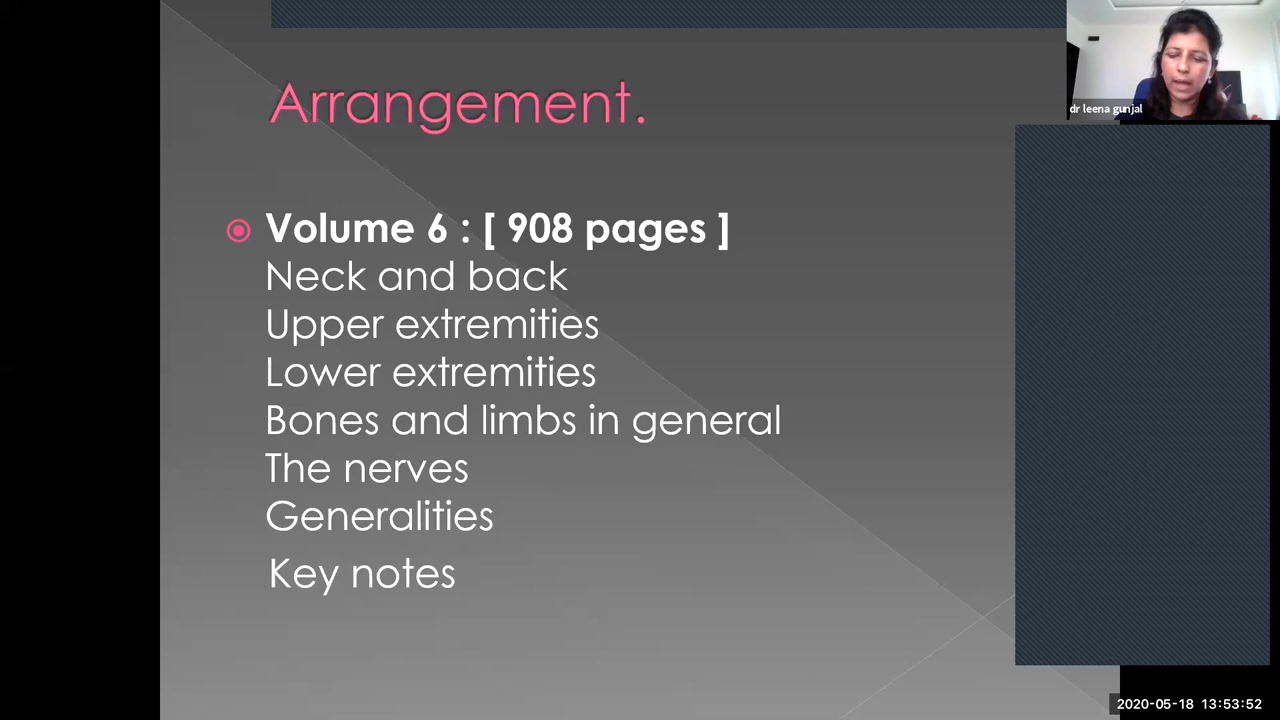 Arrangement.
dr leena gunjal
Volume 6 : [ 908 pages ]
Neck and back
Upper extremities
Lower extremities
Bones and limbs in general
The nerves
Generalities
Key notes
2020-05-18 13:53:52